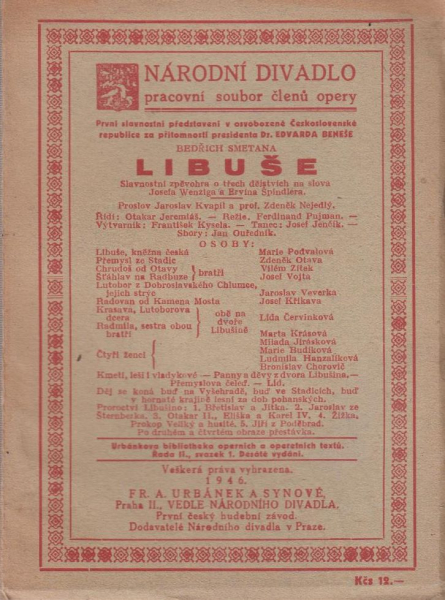 NÁRODNÍ DIVADLO
pracovní soubor členů opery
První slavnostní představení v osvobozené Československé
republice za přítomnosti presidenta Dr. EDVARDA BENEŠE
BEDŘICH SMETANA
LIBUŠE
Slavnostní zpěvohra o třech dějstvích na slova
Josefa Wenziga a Ervína Špindlera.
Proslov Jaroslav Kvapil a prof. Zdeněk Nejedlý.
Řídí: Otakar Jeremiáš. — Režie. Ferdinand Pujman. —
Výtvarník: František Kysela. — Tanec: Josef Jenčík. —
Sbory: Jan Ouředník.
OSOBY:
Libuše, kněžna česká Marie Podvalová
Přemysl ze Stadic Zdeněk Otava
Chrudoš od Otavy } bratři Vilém Zítek
Šťáhlav na Radbuze Josef Vojta
Lutobor z Dobroslavského Chlumce,
jejich strýc Jaroslav Veverka
Radovan od Kamena Mosta Josef Křikava
Krasava, Lutoborova
dcera } obě na dvoře Libušině Lída Červinková
Radmila, sestra obou
bratří Marta Krásová
Čtyři ženci { Milada Jirásková
Marie Budíková
Ludmila Hanzalíková
Bronislav Chorovič
Kmeti, leši i vladykové — Panny a děvy z dvora Libušina. —
Přemyslova čeleď. — Lid.
Děj se koná buď na Vyšehradě, buď ve Stadicích, buď
v hornaté krajině lesní za dob pohanských.
Proroctví Libušina: 1. Břetislav a Jitka. 2. Jaroslav ze
Šternberka. 3. Otakar II., Eliška a Karel IV. 4. Žižka,
Prokop Veliký a husité. 5. Jiří z Poděbrad.
Po druhém a čtvrtém obraze přestávka.
Urbánkova bibliotheka operních a operetních textů.
Řada II., svazek 1. Desáté vydání.
Veškerá práva vyhrazena.
1946.
FR. A. URBÁNEK A SYNOVÉ,
Praha II., VEDLE NÁRODNÍHO DIVADLA.
První český hudební závod.
Dodavatelé Národního divadla v Praze.
Kčs 12.—